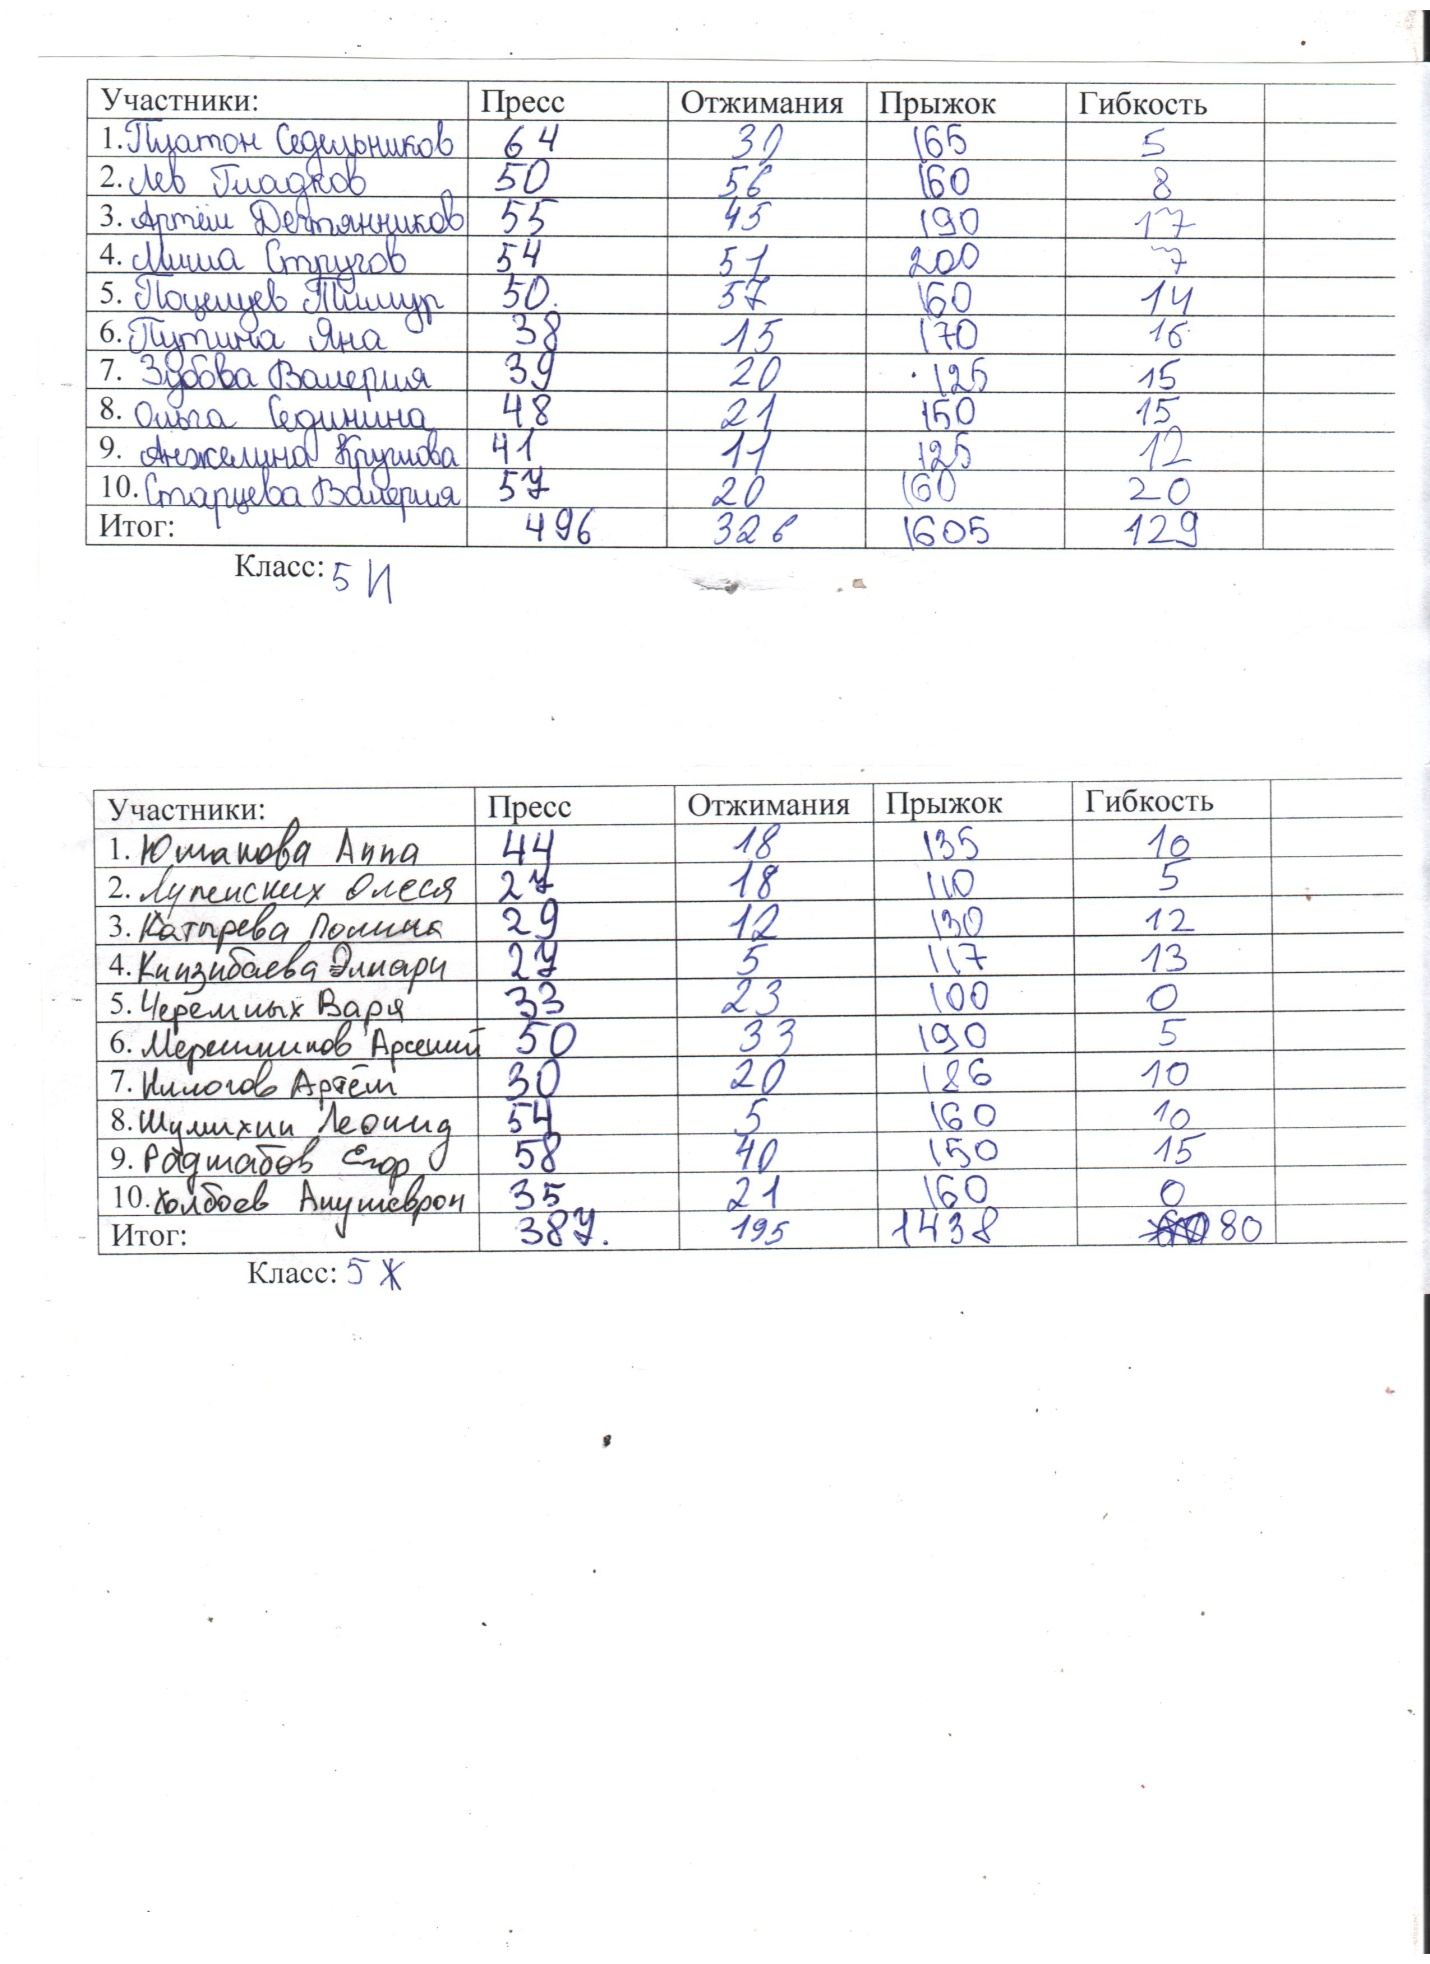 Участники: Пресс Отжимания Прыжок Гибкость
1. Платон Седельников 64 30 165 5
2. Лев Гладков 50 56 160 8
3. Артём Дегтянников 55 45 190 17
4. Миша Стругов 54 51 200 7
5. Поцелуев Тимур 50. 57 160 14
6. Путина Яна 38 15 170 16
7. Зубова Валерия 39 20 125 15
8. Ольга Сединина 48 21 150 15
9. Анжелина Круглова 41 11 125 12
10. Старцева Валерия 57 20 160 20
Итог: 496 326 1605 129
Класс: 5 И
Участники: Пресс Отжимания Прыжок Гибкость
1. Юшакова Анна 44 18 135 10
2. Лупенских Олеся 27 18 110 5
3. Катырева Полина 29 12 130 12
4. 27 5 117 13
5. Черемных Варя 33 23 100 0
6. Мерешников Арсений 50 33 190 5
7. Нилогов Артём 30 20 186 10
8. Шулихин Леонид 54 5 160 10
9. Раджабов Егор 58 40 150 15
10. Холбоев 35 21 160 0
Итог: 387. 195 1438 80
Класс: 5 Ж